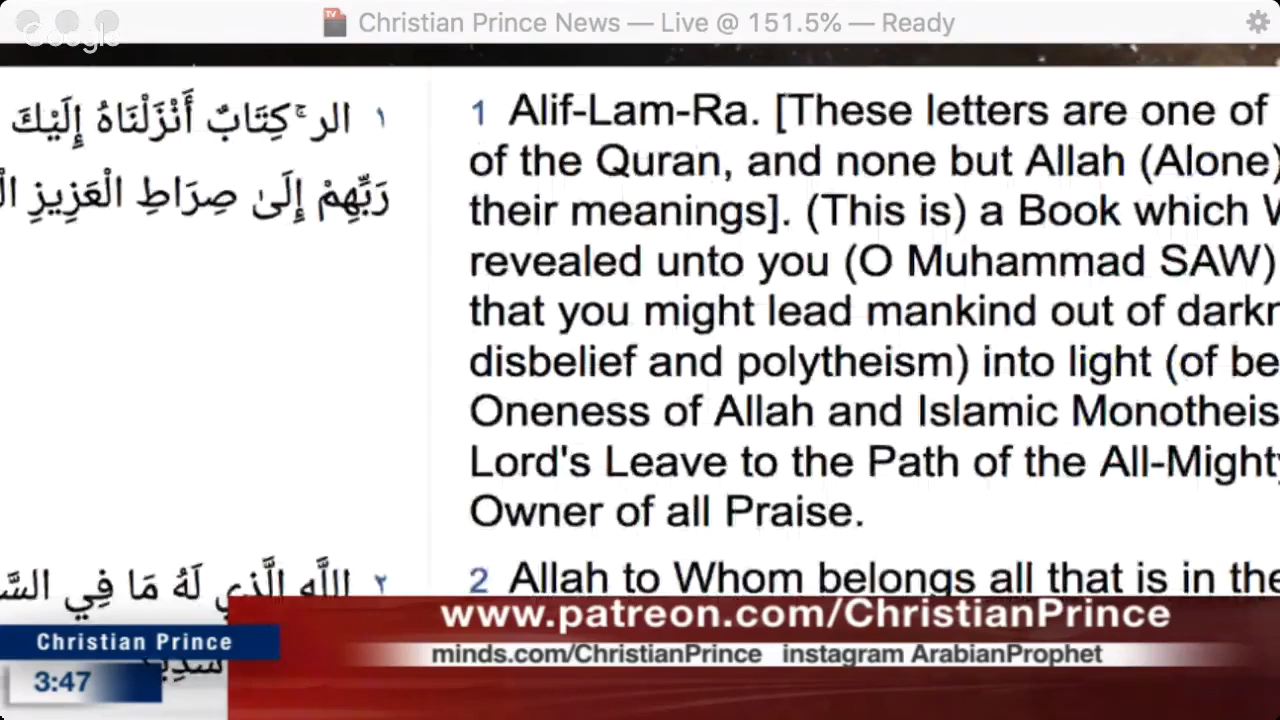 Christian Prince News — Live @ 151.5% — Ready
Google
١ الر ۚ كِتَابٌ أَنْزَلْنَاهُ إِلَيْكَ
رَبِّهِمْ إِلَىٰ صِرَاطِ الْعَزِيزِ
1 Alif-Lam-Ra. [These letters are one of
of the Quran, and none but Allah (Alone)
their meanings]. (This is) a Book which
revealed unto you (O Muhammad SAW)
that you might lead mankind out of darkr
disbelief and polytheism) into light (of be
Oneness of Allah and Islamic Monotheis
Lord's Leave to the Path of the All-Mighty
Owner of all Praise.
٢ اللَّهِ الَّذِي لَهُ مَا فِي
2 Allah to Whom belongs all that is in the
www.patreon.com/ChristianPrince
Christian Prince
minds.com/ChristianPrince instagram ArabianProphet
3:47